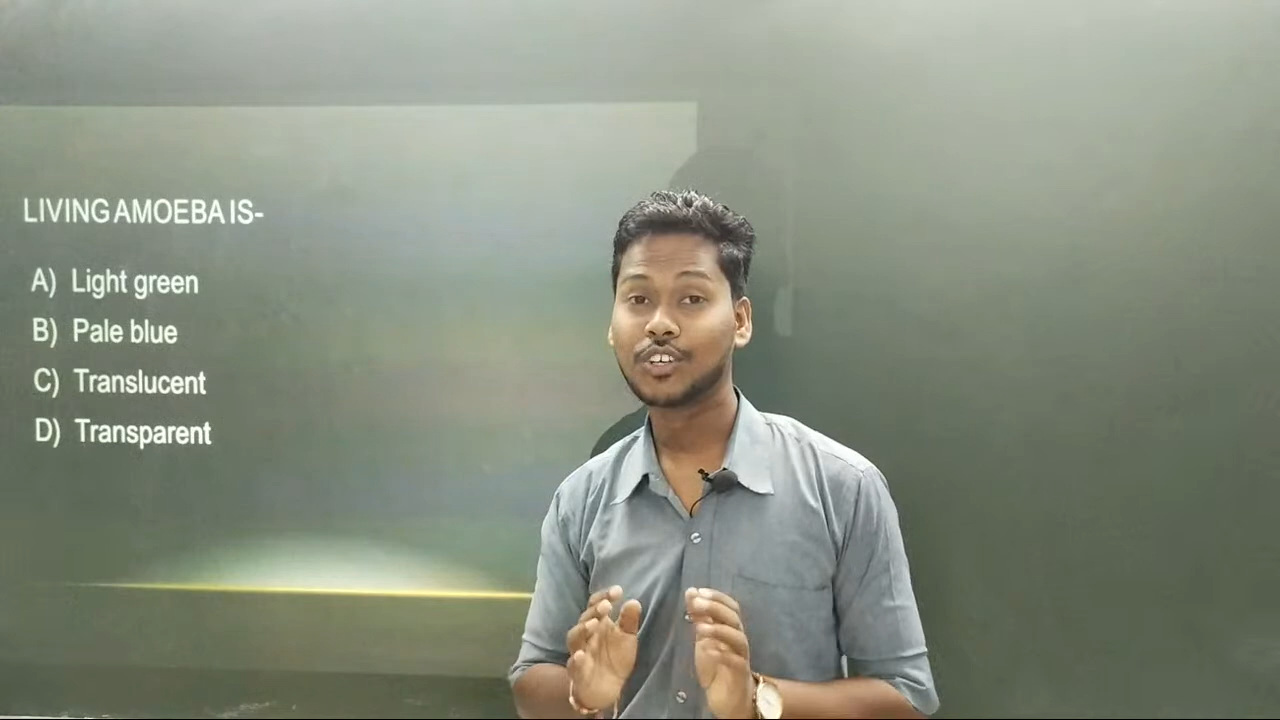 LIVING AMOEBA IS-
A) Light green
B) Pale blue
C) Translucent
D) Transparent